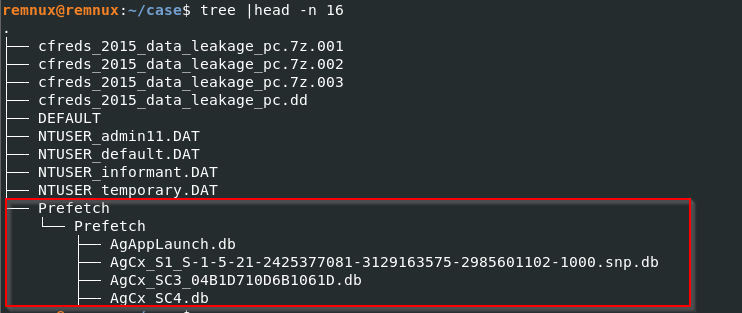 remnux@remnux:~/case$ tree |head -n 16
.
├── cfreds_2015_data_leakage_pc.7z.001
├── cfreds_2015_data_leakage_pc.7z.002
├── cfreds_2015_data_leakage_pc.7z.003
├── cfreds_2015_data_leakage_pc.dd
├── DEFAULT
├── NTUSER_admin11.DAT
├── NTUSER_default.DAT
├── NTUSER_informant.DAT
├── NTUSER_temporary.DAT
├── Prefetch
│   └── Prefetch
│       ├── AgAppLaunch.db
│       ├── AgCx_S1_S-1-5-21-2425377081-3129163575-2985601102-1000.snp.db
│       ├── AgCx_SC3_04B1D710D6B1061D.db
│       ├── AgCx_SC4.db